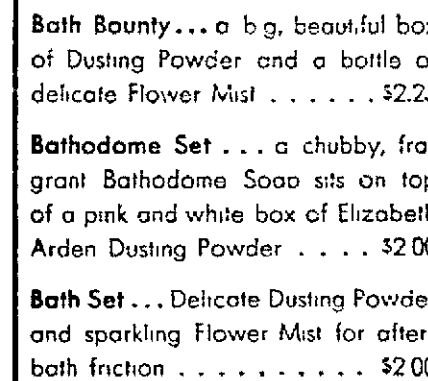 Bath Bounty... a big, beautiful box
of Dusting Powder and a bottle o
delicate Flower Mist . . . . . . $2.2
Bathodome Set . . . a chubby, fra
grant Bathodome Soap sits on top
of a pink and white box of Elizabeth
Arden Dusting Powder . . . . $2 00
Bath Set . . . Delicate Dusting Powde
and sparkling Flower Mist for after
bath friction . . . . . . . . . . $2 00